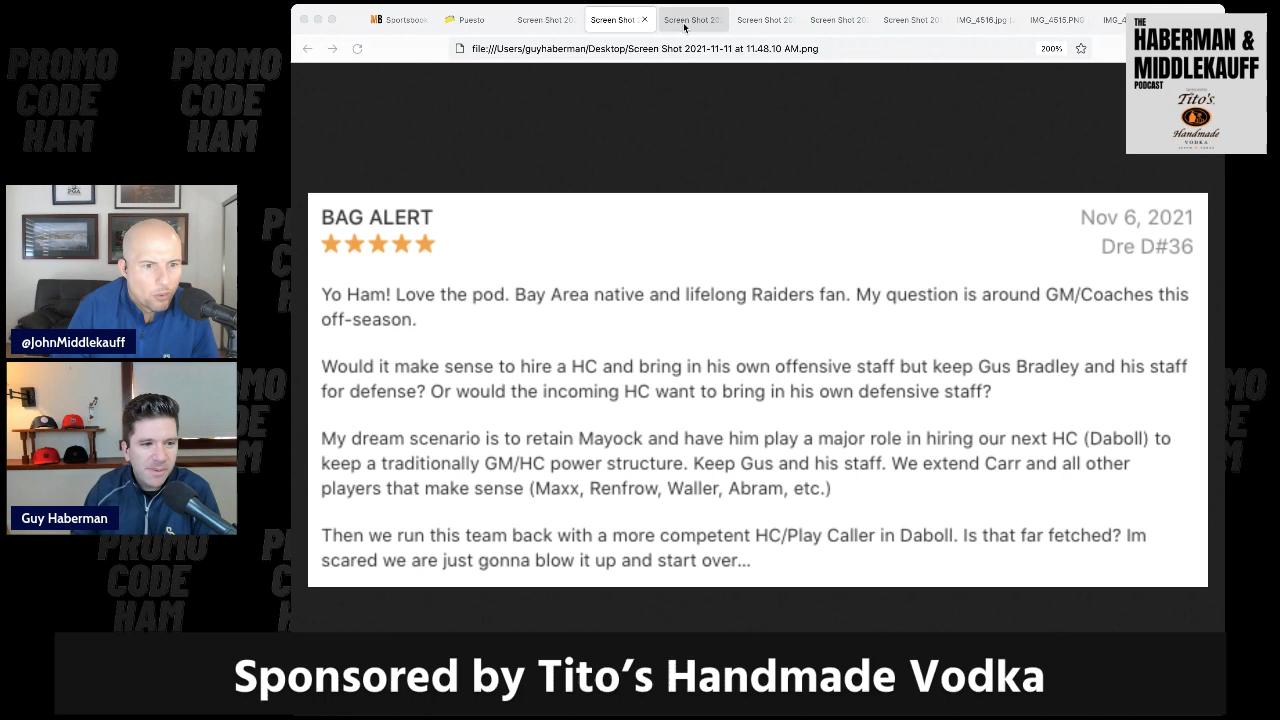 Sportsbook
Puesto
Screen Shot 20
Screen Shot
Screen Shot 20
Screen Shot 20
Screen Shot 20
Screen Shot 20
IMG_4516.jpg (
IMG_4515.PNG
IMG_4
file:///Users/guyhaberman/Desktop/Screen Shot 2021-11-11 at 11.48.10 AM.png
200%
THE
HABERMAN &
MIDDLEKAUFF
PODCAST
Tito's
Handmade
VODKA
PROMO
CODE
HAM
PROMO
CODE
HAM
@JohnMiddlekauff
Guy Haberman
BAG ALERT
Nov 6, 2021
Dre D#36
Yo Ham! Love the pod. Bay Area native and lifelong Raiders fan. My question is around GM/Coaches this
off-season.
Would it make sense to hire a HC and bring in his own offensive staff but keep Gus Bradley and his staff
for defense? Or would the incoming HC want to bring in his own defensive staff?
My dream scenario is to retain Mayock and have him play a major role in hiring our next HC (Daboll) to
keep a traditionally GM/HC power structure. Keep Gus and his staff. We extend Carr and all other
players that make sense (Maxx, Renfrow, Waller, Abram, etc.)
Then we run this team back with a more competent HC/Play Caller in Daboll. Is that far fetched? Im
scared we are just gonna blow it up and start over...
PROMO
CODE
HAM
Sponsored by Tito's Handmade Vodka